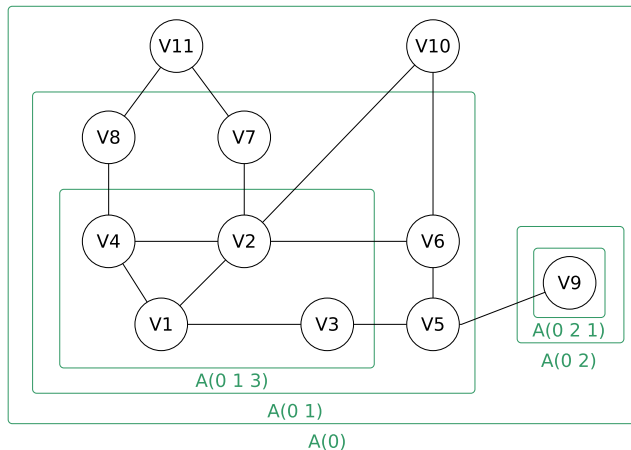 V11
V10
V8
V7
V4
V2
V6
V9
V1
V3
V5
A(0 2 1)
A(0 2)
A(0 1 3)
A(0 1)
A(0)